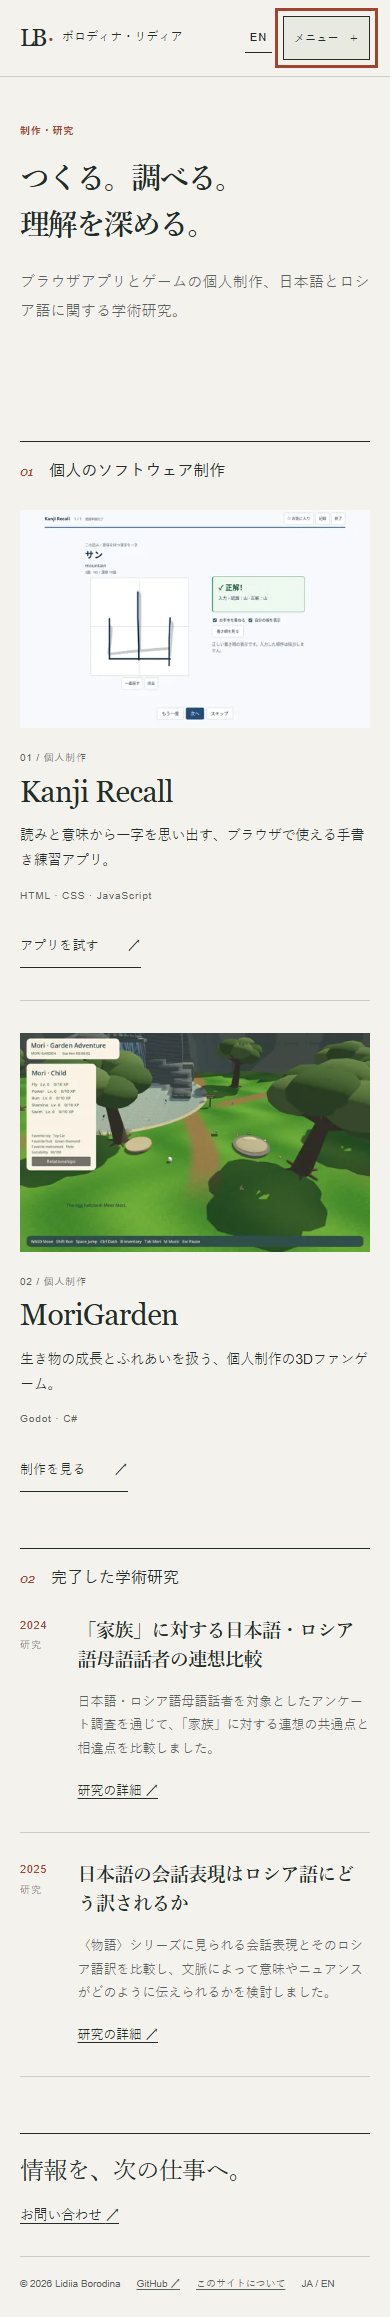 LB. ボロディナ・リディア
EN
メニュー +
制作・研究
つくる。調べる。
理解を深める。
ブラウザアプリとゲームの個人制作、日本語とロシ
ア語に関する学術研究。
01 個人のソフトウェア制作
Kanji Recall
サン
mountain
✓ 正解!
一画戻す 消去
もう一度 次へ スキップ
01 / 個人制作
Kanji Recall
読みと意味から一字を思い出す、ブラウザで使える手書
き練習アプリ。
HTML · CSS · JavaScript
アプリを試す
Mori · Garden Adventure
Mori · Child
Relationships
02 / 個人制作
MoriGarden
生き物の成長とふれあいを扱う、個人制作の3Dファンゲ
ーム。
Godot · C#
制作を見る
02 完了した学術研究
2024
研究
「家族」に対する日本語・ロシア
語母語話者の連想比較
日本語・ロシア語母語話者を対象としたアンケー
ト調査を通じて、「家族」に対する連想の共通点と
相違点を比較しました。
研究の詳細
2025
研究
日本語の会話表現はロシア語にど
う訳されるか
〈物語〉シリーズに見られる会話表現とそのロシ
ア語訳を比較し、文脈によって意味やニュアンス
がどのように伝えられるかを検討しました。
研究の詳細
情報を、次の仕事へ。
お問い合わせ
© 2026 Lidiia Borodina GitHub このサイトについて JA / EN